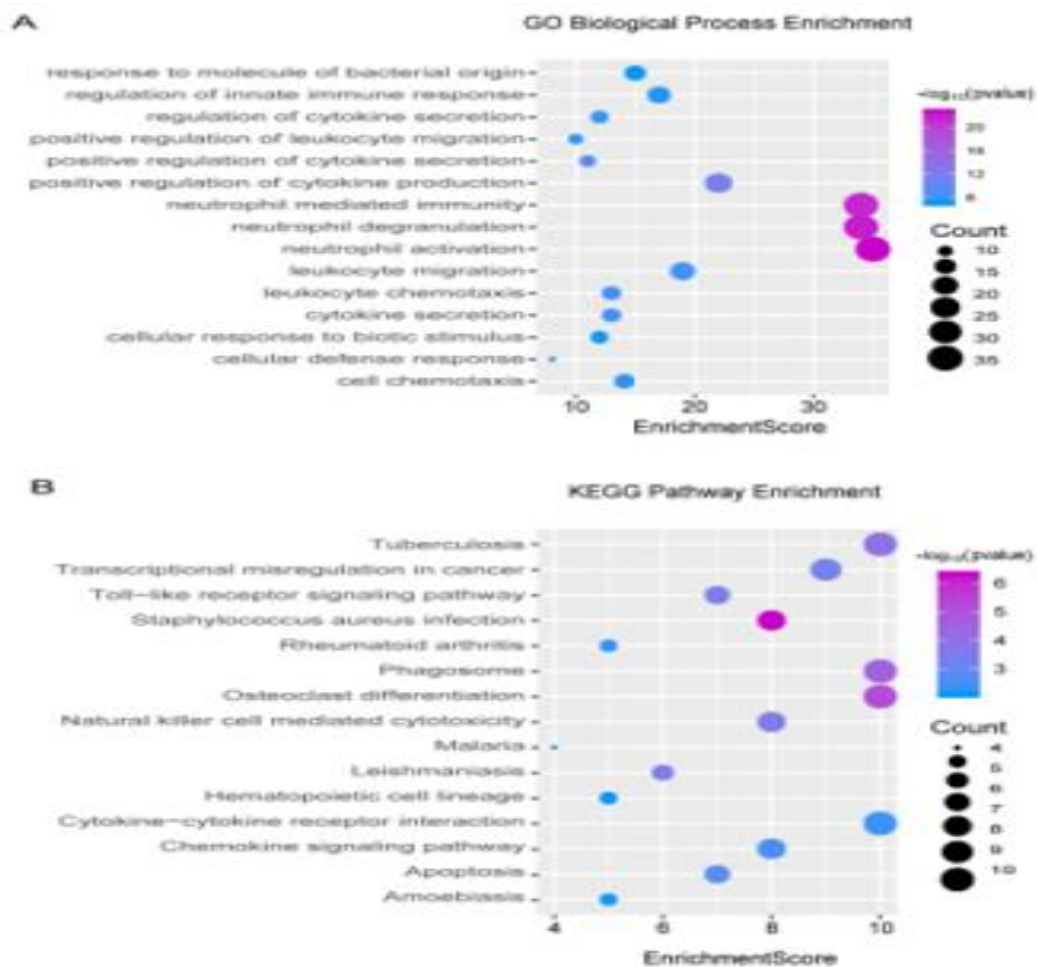 A
GO Biological Process Enrichment
response to molecule of bacterial origin
regulation of innate immune response
regulation of cytokine secretion
positive regulation of leukocyte migration
positive regulation of cytokine secretion
positive regulation of cytokine production
neutrophil mediated immunity
neutrophil degranulation
neutrophil activation
leukocyte migration
leukocyte chemotaxis
cytokine secretion
cellular response to biotic stimulus
cellular defense response
cell chemotaxis
10 20 30
EnrichmentScore
-log₁₀(pvalue)
20
16
12
8
Count
10
15
20
25
30
35
B
KEGG Pathway Enrichment
Tuberculosis
Transcriptional misregulation in cancer
Toll-like receptor signaling pathway
Staphylococcus aureus infection
Rheumatoid arthritis
Phagosome
Osteoclast differentiation
Natural killer cell mediated cytotoxicity
Malaria
Leishmaniasis
Hematopoietic cell lineage
Cytokine-cytokine receptor interaction
Chemokine signaling pathway
Apoptosis
Amoebiasis
4 6 8 10
EnrichmentScore
-log₁₀(pvalue)
6
5
4
3
Count
4
5
6
7
8
9
10